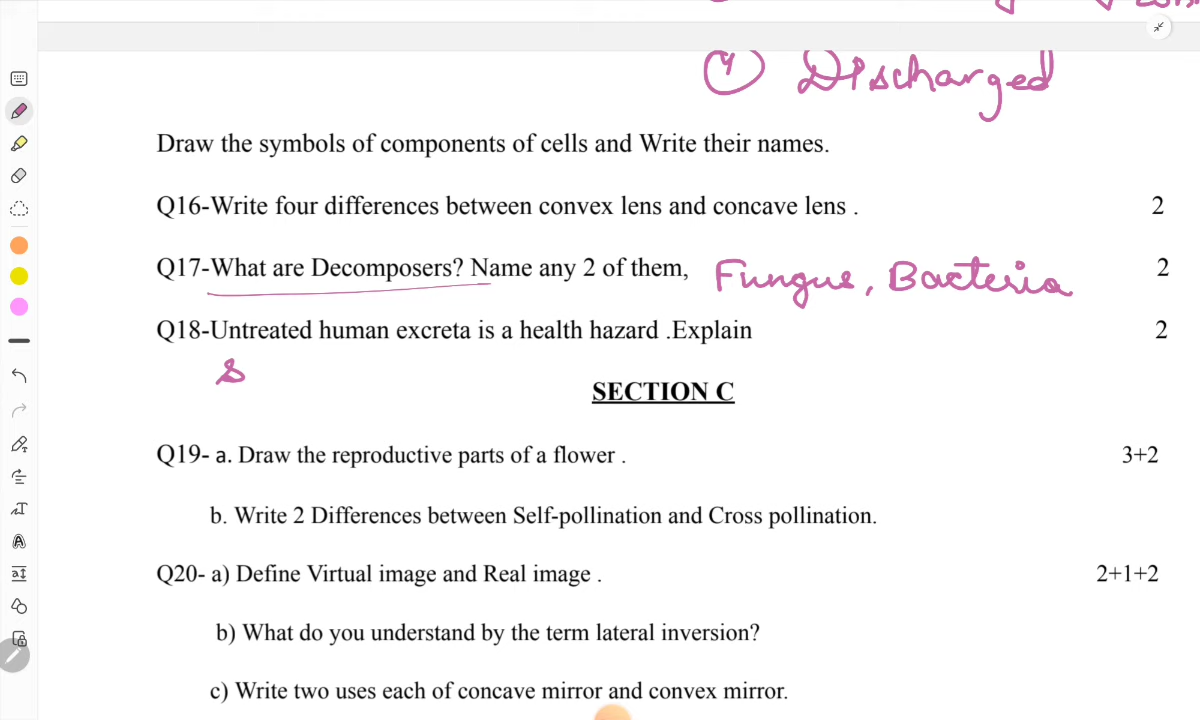 ④ Discharged
Draw the symbols of components of cells and Write their names.
Q16-Write four differences between convex lens and concave lens . 2
Q17-What are Decomposers? Name any 2 of them, Fungus, Bacteria 2
Q18-Untreated human excreta is a health hazard .Explain 2
S
SECTION C
Q19- a. Draw the reproductive parts of a flower . 3+2
b. Write 2 Differences between Self-pollination and Cross pollination.
Q20- a) Define Virtual image and Real image . 2+1+2
b) What do you understand by the term lateral inversion?
c) Write two uses each of concave mirror and convex mirror.